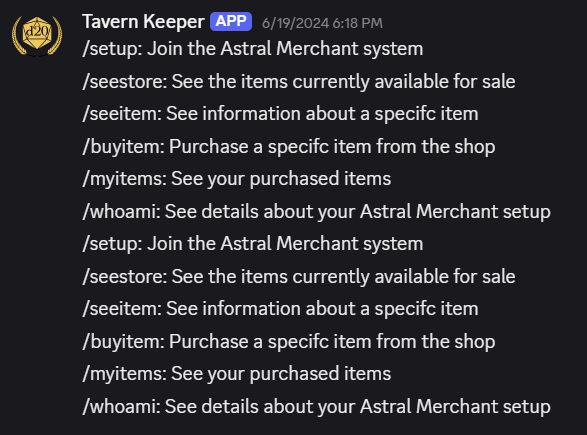 d20
Tavern Keeper APP 6/19/2024 6:18 PM
/setup: Join the Astral Merchant system
/seestore: See the items currently available for sale
/seeitem: See information about a specifc item
/buyitem: Purchase a specifc item from the shop
/myitems: See your purchased items
/whoami: See details about your Astral Merchant setup
/setup: Join the Astral Merchant system
/seestore: See the items currently available for sale
/seeitem: See information about a specifc item
/buyitem: Purchase a specifc item from the shop
/myitems: See your purchased items
/whoami: See details about your Astral Merchant setup